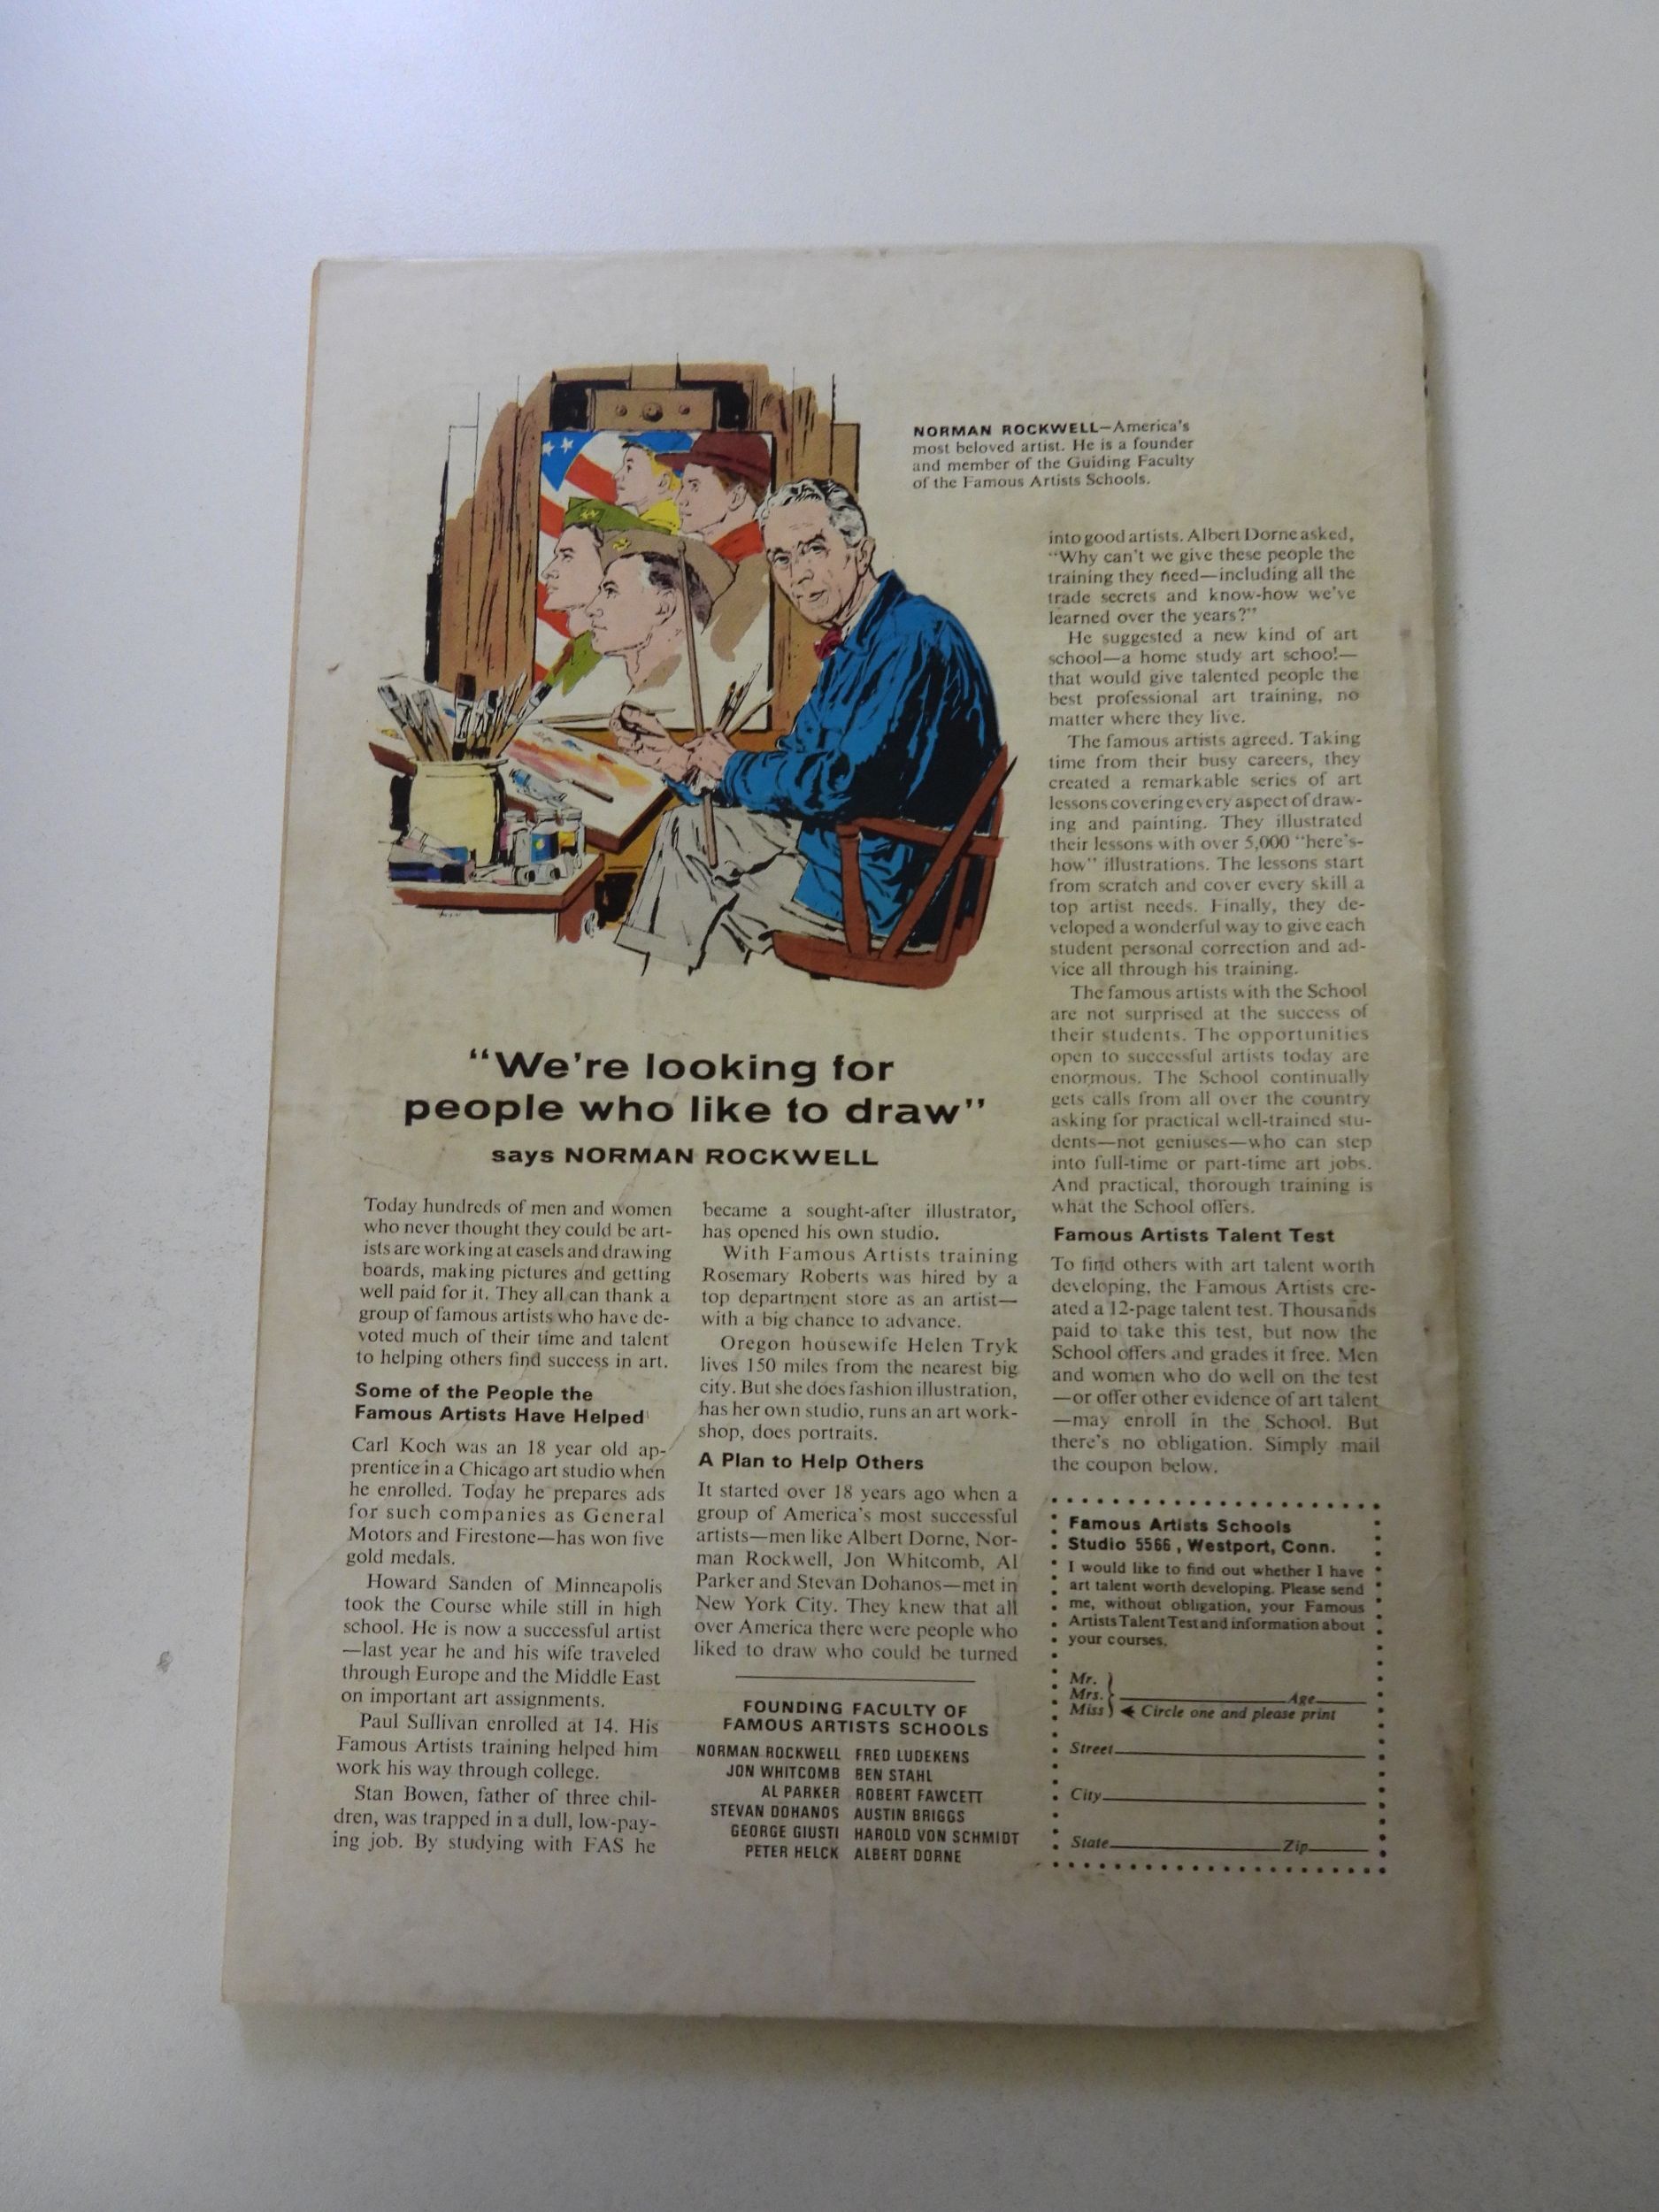 NORMAN ROCKWELL—America's
most beloved artist. He is a founder
and member of the Guiding Faculty
of the Famous Artists Schools.
"We're looking for
people who like to draw"
says NORMAN ROCKWELL
Today hundreds of men and women
who never thought they could be art-
ists are working at easels and drawing
boards, making pictures and getting
well paid for it. They all can thank a
group of famous artists who have de-
voted much of their time and talent
to helping others find success in art.
Some of the People the
Famous Artists Have Helped
Carl Koch was an 18 year old ap-
prentice in a Chicago art studio when
he enrolled. Today he prepares ads
for such companies as General
Motors and Firestone—has won five
gold medals.
Howard Sanden of Minneapolis
took the Course while still in high
school. He is now a successful artist
—last year he and his wife traveled
through Europe and the Middle East
on important art assignments.
Paul Sullivan enrolled at 14. His
Famous Artists training helped him
work his way through college.
Stan Bowen, father of three chil-
dren, was trapped in a dull, low-pay-
ing job. By studying with FAS he
became a sought-after illustrator,
has opened his own studio.
With Famous Artists training
Rosemary Roberts was hired by a
top department store as an artist—
with a big chance to advance.
Oregon housewife Helen Tryk
lives 150 miles from the nearest big
city. But she does fashion illustration,
has her own studio, runs an art work-
shop, does portraits.
A Plan to Help Others
It started over 18 years ago when a
group of America's most successful
artists—men like Albert Dorne, Nor-
man Rockwell, Jon Whitcomb, Al
Parker and Stevan Dohanos—met in
New York City. They knew that all
over America there were people who
liked to draw who could be turned
FOUNDING FACULTY OF
FAMOUS ARTISTS SCHOOLS
NORMAN ROCKWELL FRED LUDEKENS
JON WHITCOMB BEN STAHL
AL PARKER ROBERT FAWCETT
STEVAN DOHANOS AUSTIN BRIGGS
GEORGE GIUSTI HAROLD VON SCHMIDT
PETER HELCK ALBERT DORNE
into good artists. Albert Dorne asked,
"Why can't we give these people the
training they need—including all the
trade secrets and know-how we've
learned over the years?"
He suggested a new kind of art
school—a home study art school—
that would give talented people the
best professional art training, no
matter where they live.
The famous artists agreed. Taking
time from their busy careers, they
created a remarkable series of art
lessons covering every aspect of draw-
ing and painting. They illustrated
their lessons with over 5,000 "here's-
how" illustrations. The lessons start
from scratch and cover every skill a
top artist needs. Finally, they de-
veloped a wonderful way to give each
student personal correction and ad-
vice all through his training.
The famous artists with the School
are not surprised at the success of
their students. The opportunities
open to successful artists today are
enormous. The School continually
gets calls from all over the country
asking for practical well-trained stu-
dents—not geniuses—who can step
into full-time or part-time art jobs.
And practical, thorough training is
what the School offers.
Famous Artists Talent Test
To find others with art talent worth
developing, the Famous Artists cre-
ated a 12-page talent test. Thousands
paid to take this test, but now the
School offers and grades it free. Men
and women who do well on the test
—or offer other evidence of art talent
—may enroll in the School. But
there's no obligation. Simply mail
the coupon below.
Famous Artists Schools
Studio 5566, Westport, Conn.
I would like to find out whether I have
art talent worth developing. Please send
me, without obligation, your Famous
Artists Talent Test and information about
your courses.
Mr.
Mrs. Age
Miss Circle one and please print
Street
City
State Zip